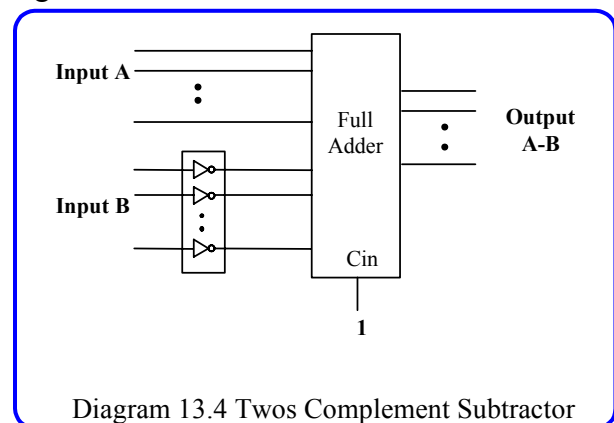 Input A
Full
Adder
Output
A-B
Input B
Cin
1
Diagram 13.4 Twos Complement Subtractor